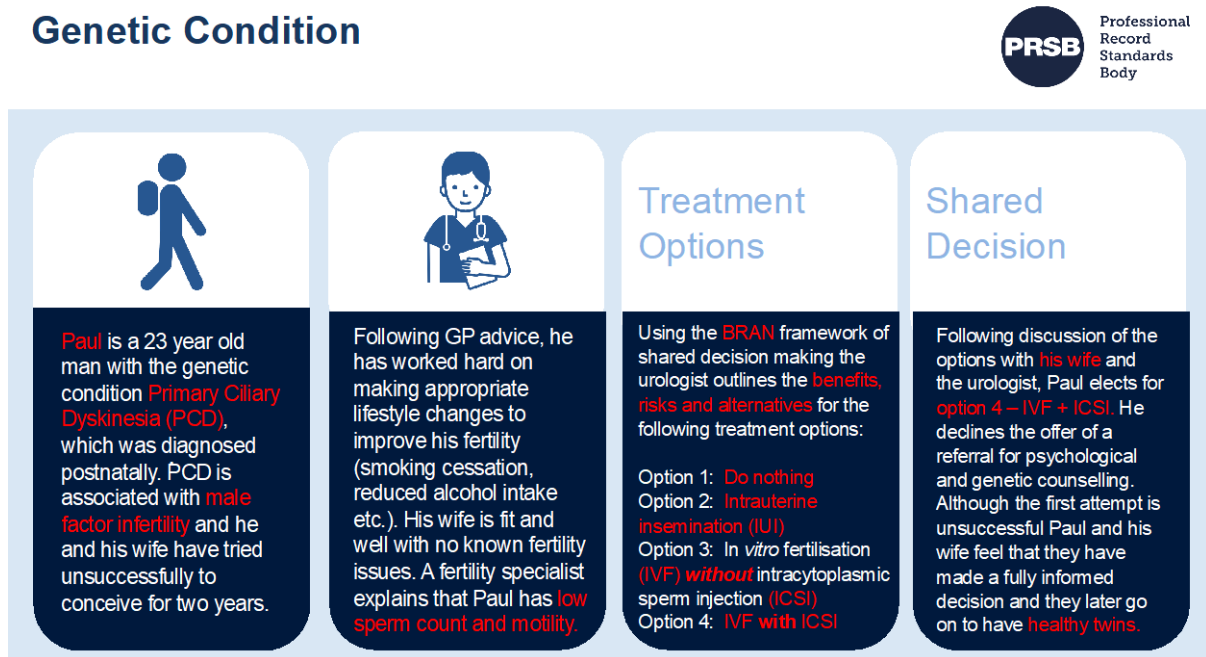 Genetic Condition
PRSB
Professional
Record
Standards
Body
Paul is a 23 year old
man with the genetic
condition Primary Ciliary
Dyskinesia (PCD),
which was diagnosed
postnatally. PCD is
associated with male
factor infertility and he
and his wife have tried
unsuccessfully to
conceive for two years.
Following GP advice, he
has worked hard on
making appropriate
lifestyle changes to
improve his fertility
(smoking cessation,
reduced alcohol intake
etc.). His wife is fit and
well with no known fertility
issues. A fertility specialist
explains that Paul has low
sperm count and motility.
Treatment
Options
Using the BRAN framework of
shared decision making the
urologist outlines the benefits,
risks and alternatives for the
following treatment options:
Option 1: Do nothing
Option 2: Intrauterine
insemination (IUI)
Option 3: In vitro fertilisation
(IVF) without intracytoplasmic
sperm injection (ICSI)
Option 4: IVF with ICSI
Shared
Decision
Following discussion of the
options with his wife and
the urologist, Paul elects for
option 4 – IVF + ICSI. He
declines the offer of a
referral for psychological
and genetic counselling.
Although the first attempt is
unsuccessful Paul and his
wife feel that they have
made a fully informed
decision and they later go
on to have healthy twins.